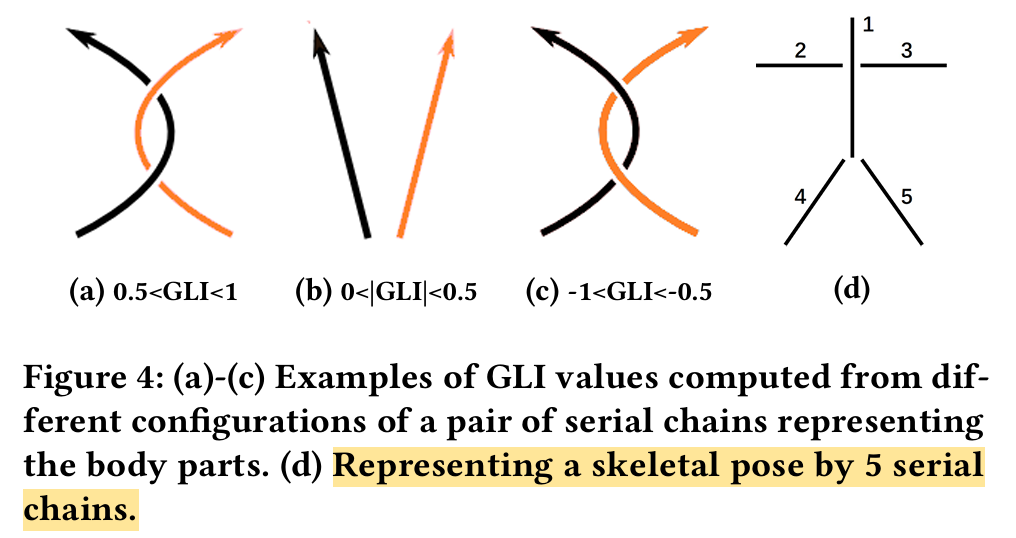 1
2
3
4
5
(a) 0.5<GLI<1
(b) 0<|GLI|<0.5
(c) -1<GLI<-0.5
(d)
Figure 4: (a)-(c) Examples of GLI values computed from dif-
ferent configurations of a pair of serial chains representing
the body parts. (d) Representing a skeletal pose by 5 serial
chains.